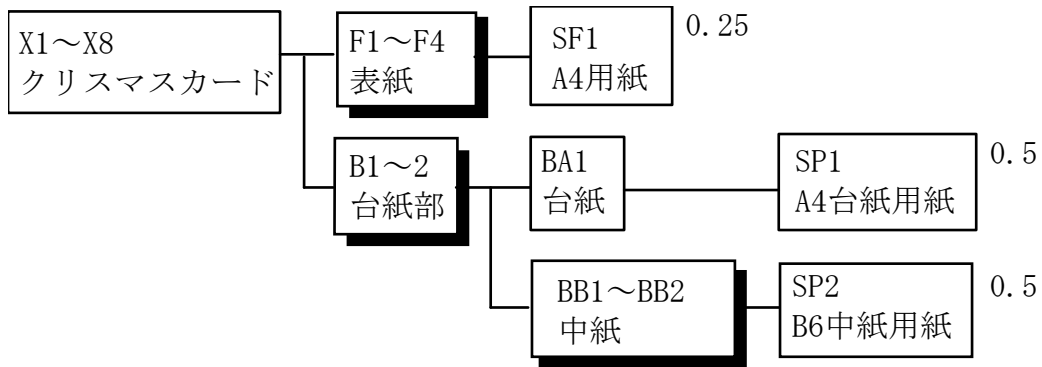 X1～X8
クリスマスカード
F1～F4
表紙
SF1
A4用紙
0.25
B1～2
台紙部
BA1
台紙
SP1
A4台紙用紙
0.5
BB1～BB2
中紙
SP2
B6中紙用紙
0.5